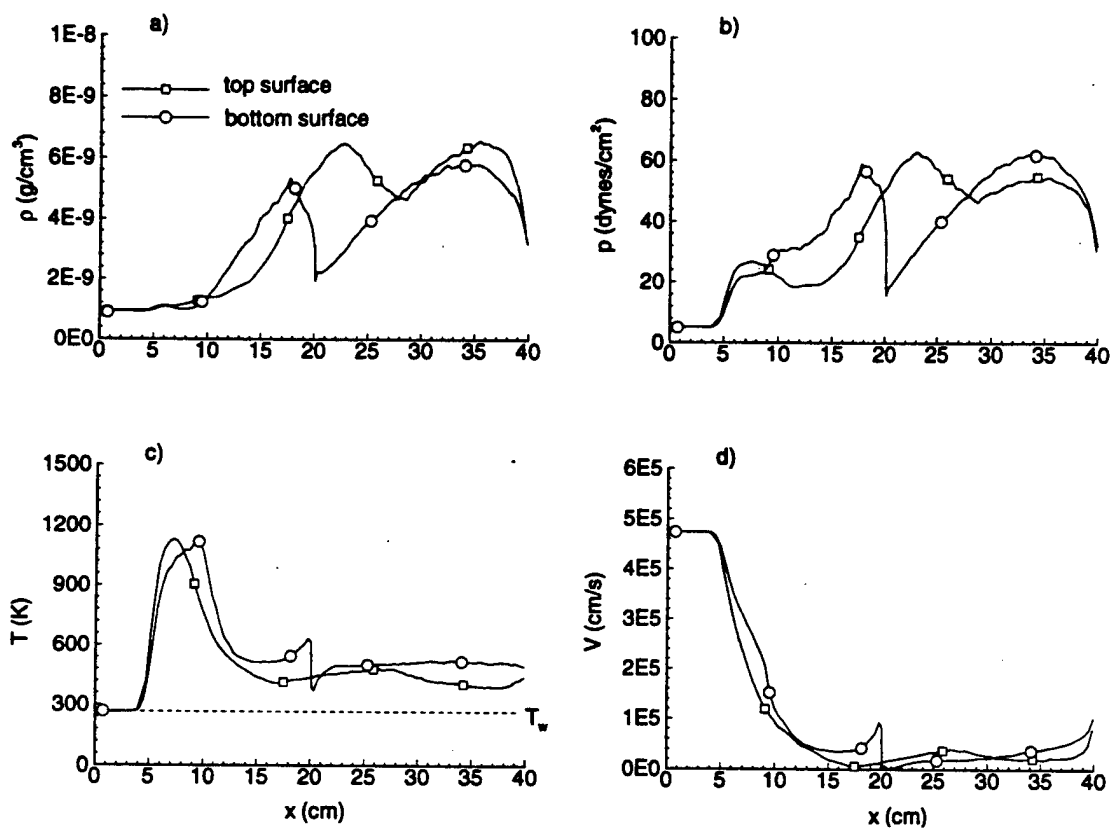 a)
1E-8
8E-9
6E-9
4E-9
2E-9
0E0
ρ (g/cm³)
top surface
bottom surface
0 5 10 15 20 25 30 35 40
b)
100
80
60
40
20
0
p (dynes/cm²)
0 5 10 15 20 25 30 35 40
c)
1500
1200
900
600
300
0
T (K)
T_w
0 5 10 15 20 25 30 35 40
x (cm)
d)
6E5
5E5
4E5
3E5
2E5
1E5
0E0
V (cm/s)
0 5 10 15 20 25 30 35 40
x (cm)